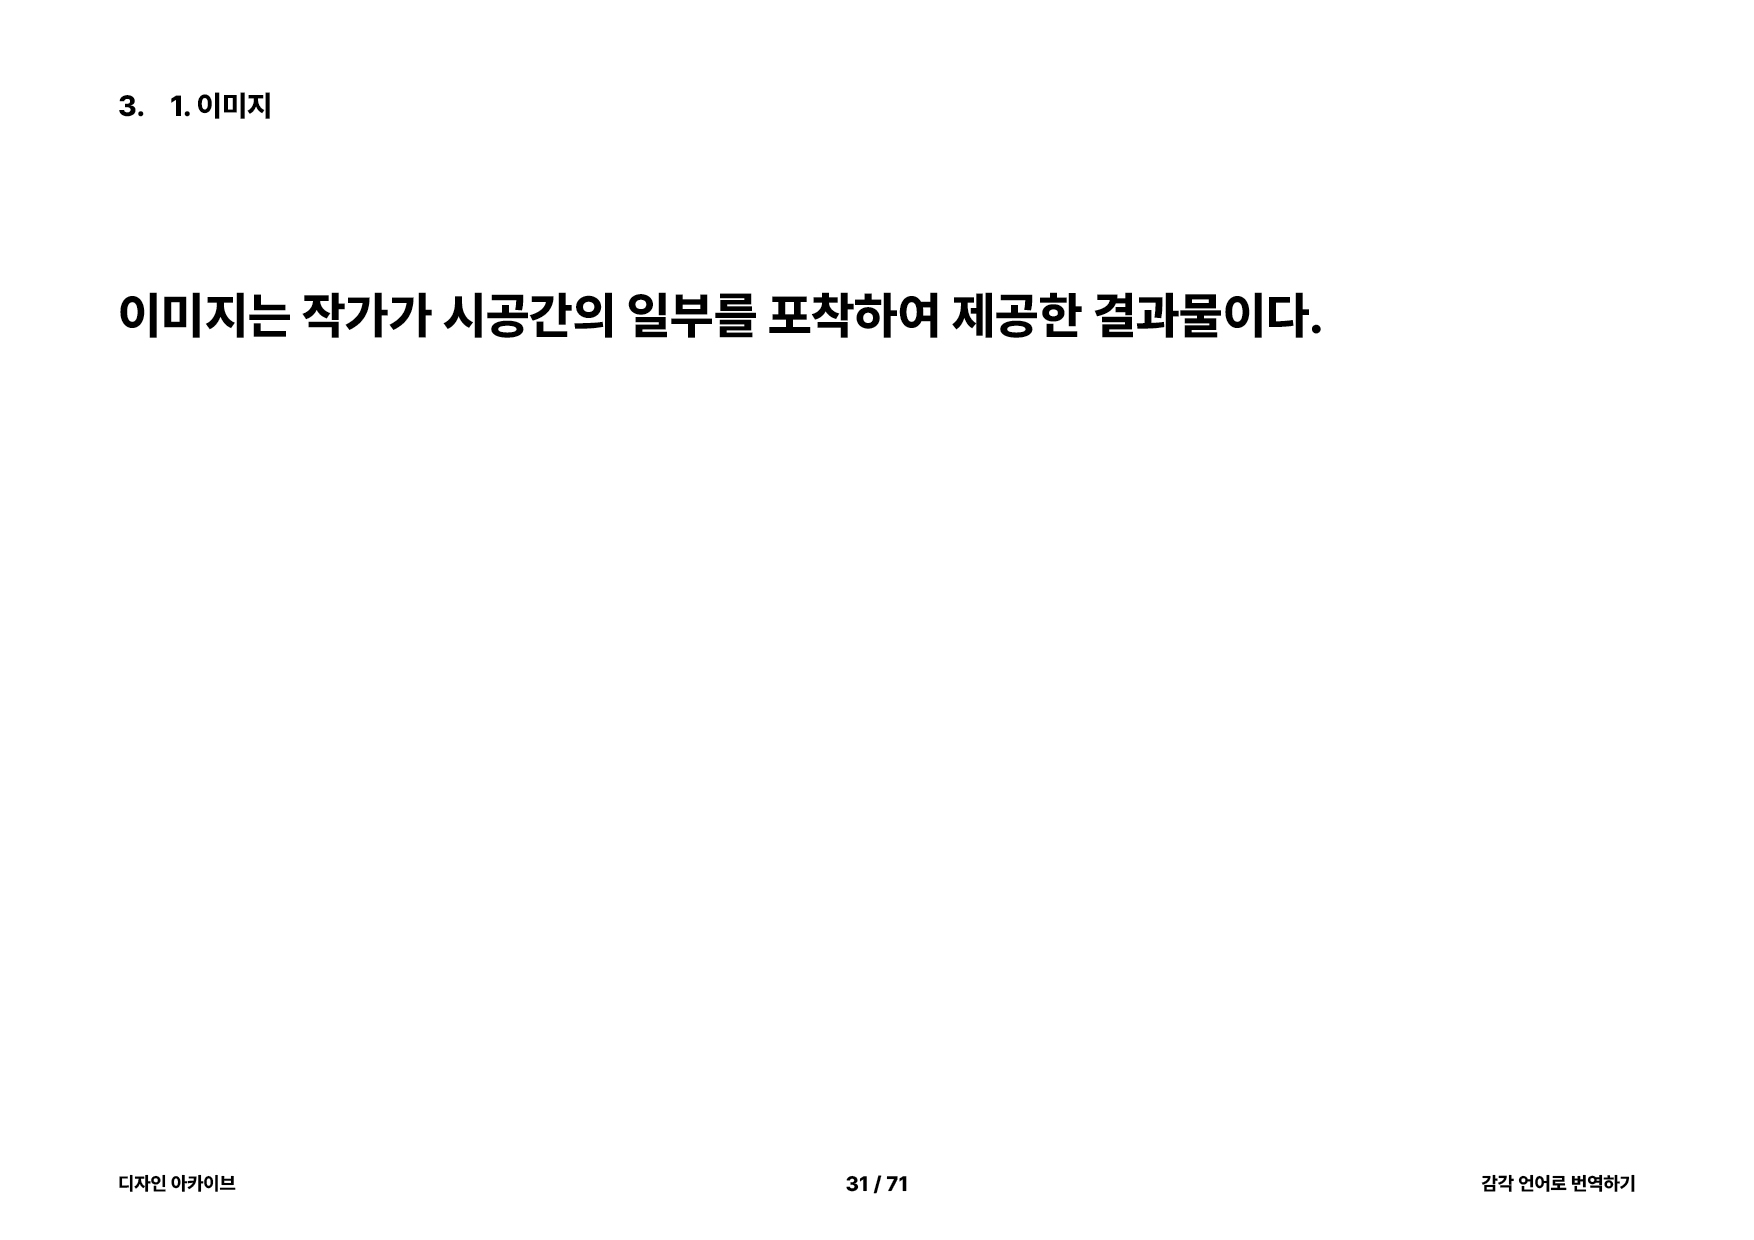 3. 1. 이미지
이미지는 작가가 시공간의 일부를 포착하여 제공한 결과물이다.
디자인 아카이브
31 / 71
감각 언어로 번역하기